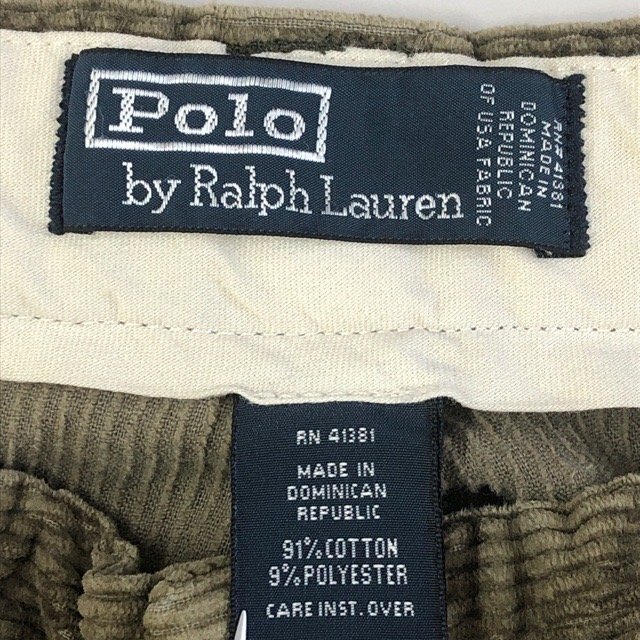 Polo
by Ralph Lauren
RN 41381
MADE IN
DOMINICAN
REPUBLIC
OF USA FABRIC
RN 41381
MADE IN
DOMINICAN
REPUBLIC
91% COTTON
9% POLYESTER
CARE INST. OVER